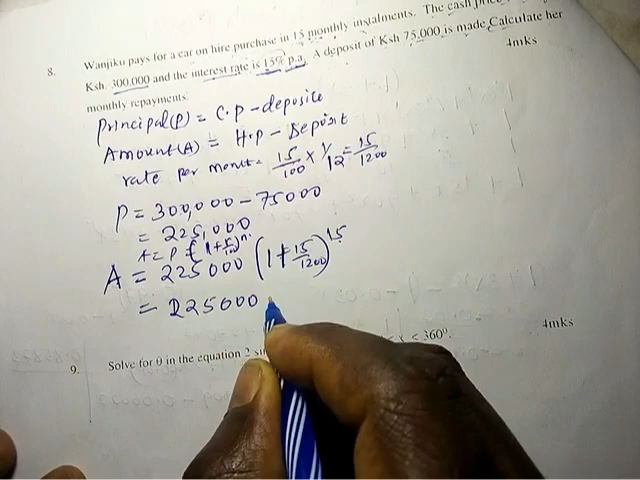 8. Wanjiku pays for a car on hire purchase in 15 monthly instalments. The cash price
Ksh. 300,000 and the interest rate is 15% p.a. A deposit of Ksh 75,000 is made. Calculate her
monthly repayments. 4mks
Principal(P) = C.P - deposite
Amount(A) = H.P - Deposit
rate per month = 15/100 x 1/12 = 15/1200
P = 300,000 - 75000
= 225,000
A = P (1 + r/100)^n
A = 225000 (1 + 15/1200)^15
= 225000
9. Solve for θ in the equation 2 < 360⁰. 4mks